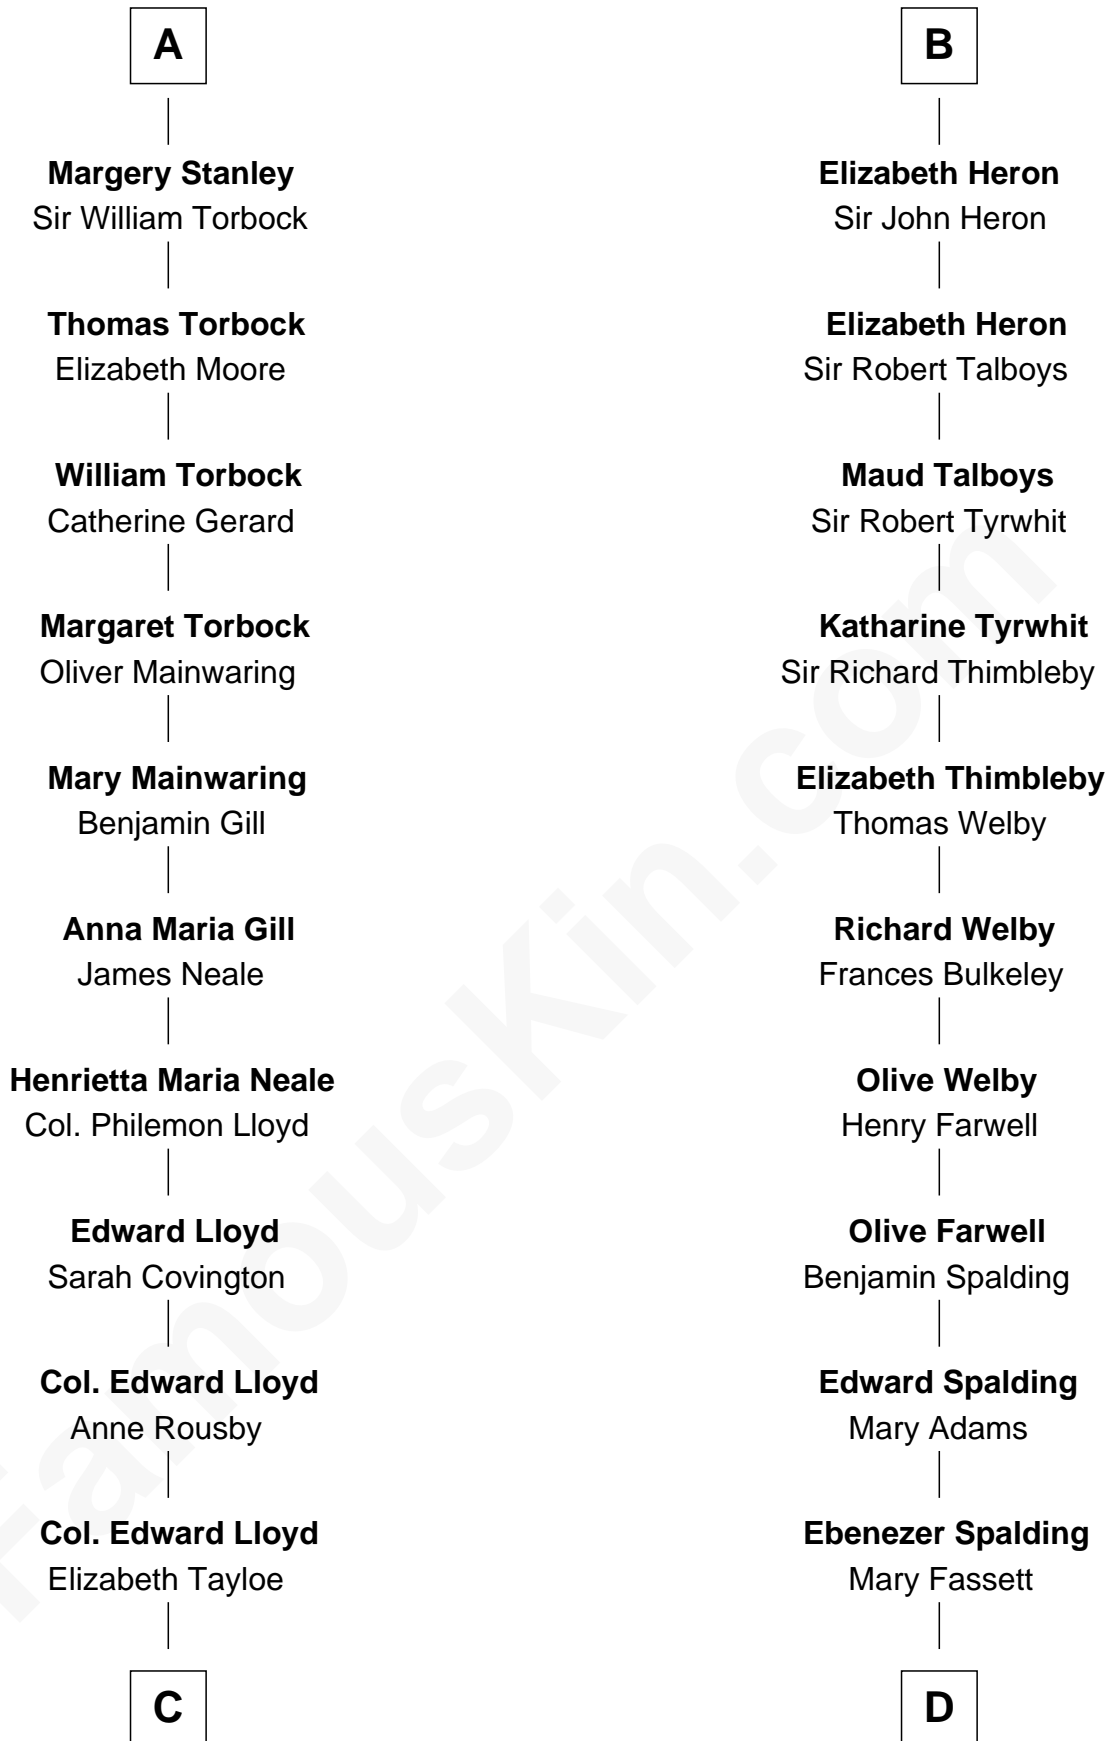 A
Margery Stanley
Sir William Torbock
Thomas Torbock
Elizabeth Moore
William Torbock
Catherine Gerard
Margaret Torbock
Oliver Mainwaring
Mary Mainwaring
Benjamin Gill
Anna Maria Gill
James Neale
Henrietta Maria Neale
Col. Philemon Lloyd
Edward Lloyd
Sarah Covington
Col. Edward Lloyd
Anne Rousby
Col. Edward Lloyd
Elizabeth Tayloe
C
B
Elizabeth Heron
Sir John Heron
Elizabeth Heron
Sir Robert Talboys
Maud Talboys
Sir Robert Tyrwhit
Katharine Tyrwhit
Sir Richard Thimbleby
Elizabeth Thimbleby
Thomas Welby
Richard Welby
Frances Bulkeley
Olive Welby
Henry Farwell
Olive Farwell
Benjamin Spalding
Edward Spalding
Mary Adams
Ebenezer Spalding
Mary Fassett
D
FamousKin.com